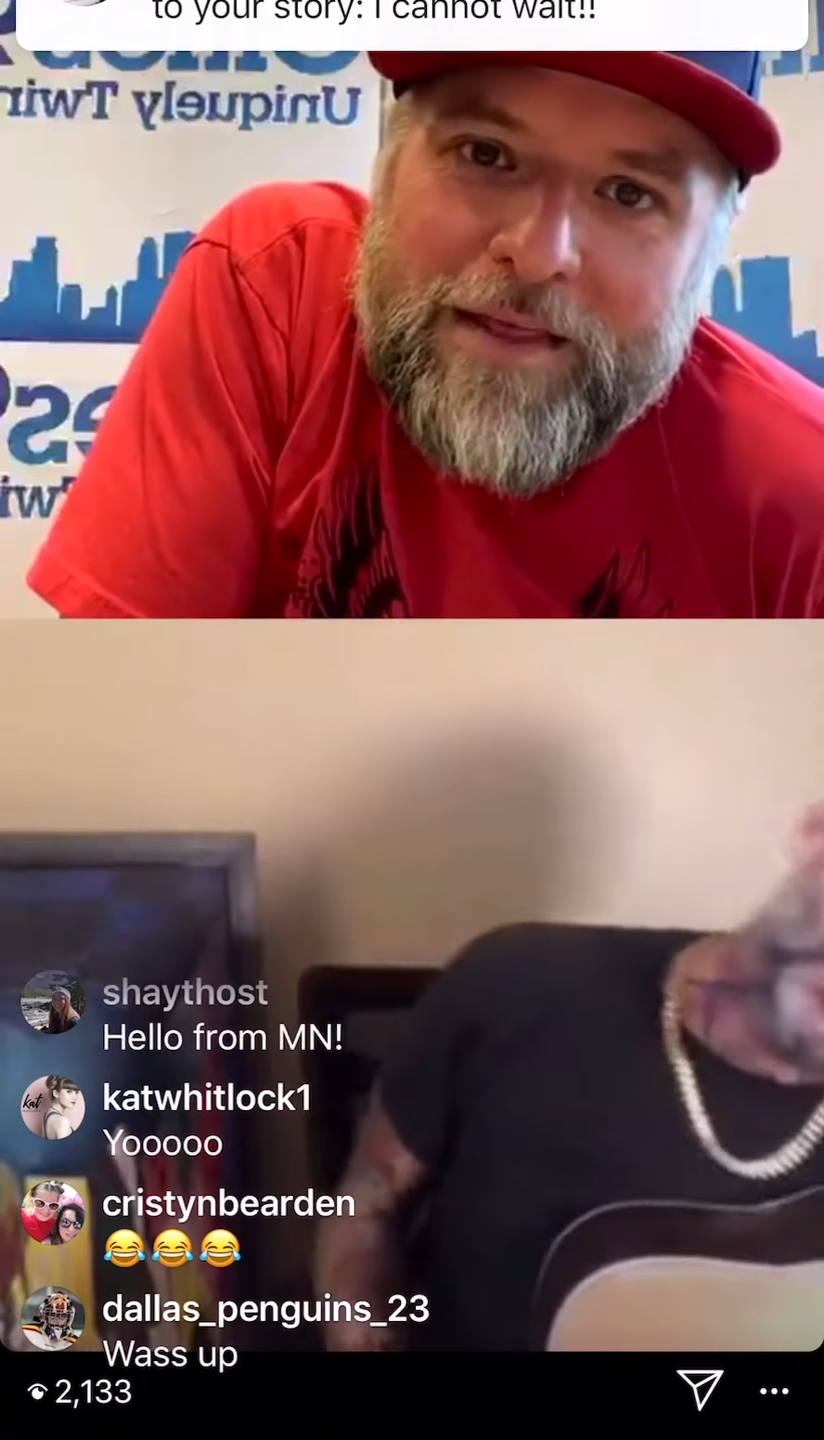 to your story: I cannot wait!!
Uniquely Twin
shaythost
Hello from MN!
katwhitlock1
Yooooo
cristynbearden
😂😂😂
dallas_penguins_23
Wass up
2,133